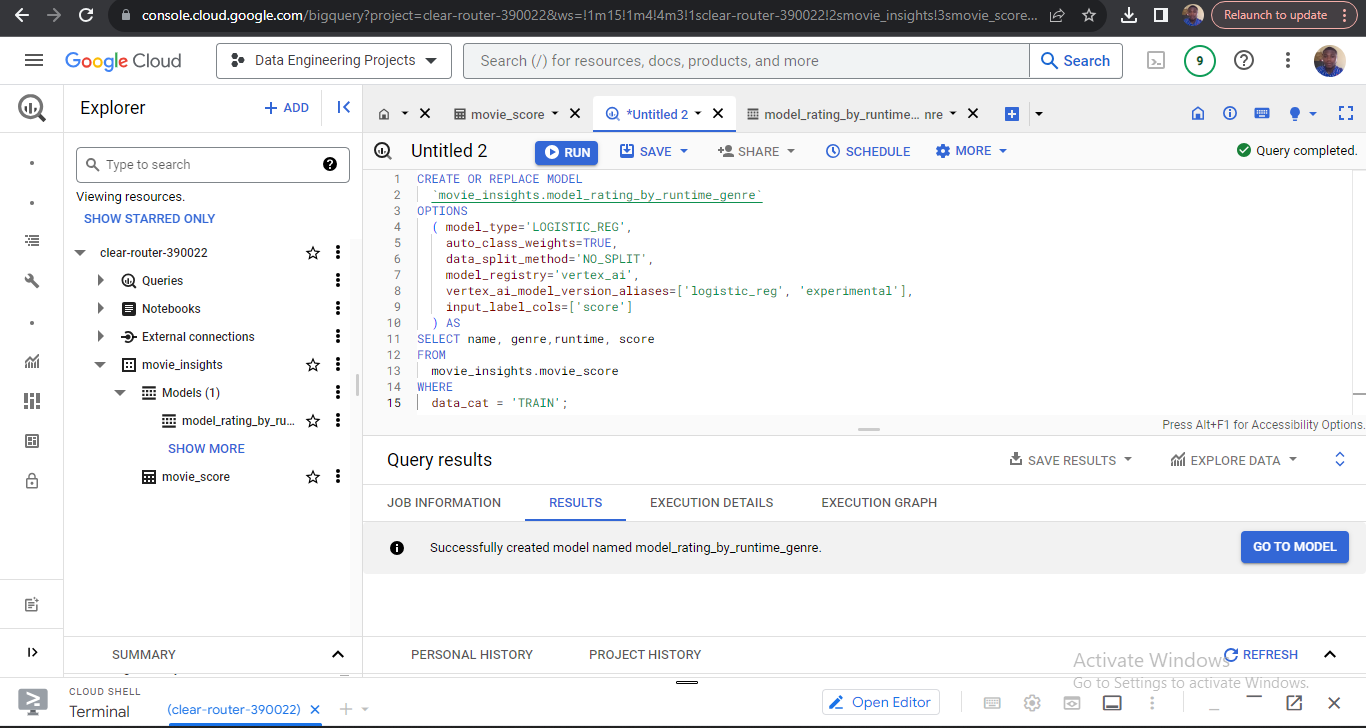 console.cloud.google.com/bigquery?project=clear-router-390022&ws=!1m15!1m4!4m3!1sclear-router-390022!2smovie_insights!3smovie_score...
Relaunch to update
Google Cloud
Data Engineering Projects
Search (/) for resources, docs, products, and more
Search
9
Explorer
+ ADD
movie_score
*Untitled 2
model_rating_by_runtime... nre
Type to search
Viewing resources.
SHOW STARRED ONLY
clear-router-390022
Queries
Notebooks
External connections
movie_insights
Models (1)
model_rating_by_ru...
SHOW MORE
movie_score
SUMMARY
Untitled 2
RUN
SAVE
SHARE
SCHEDULE
MORE
Query completed.
1 CREATE OR REPLACE MODEL
2 `movie_insights.model_rating_by_runtime_genre`
3 OPTIONS
4 ( model_type='LOGISTIC_REG',
5 auto_class_weights=TRUE,
6 data_split_method='NO_SPLIT',
7 model_registry='vertex_ai',
8 vertex_ai_model_version_aliases=['logistic_reg', 'experimental'],
9 input_label_cols=['score']
10 ) AS
11 SELECT name, genre,runtime, score
12 FROM
13 movie_insights.movie_score
14 WHERE
15 data_cat = 'TRAIN';
Press Alt+F1 for Accessibility Options.
Query results
SAVE RESULTS
EXPLORE DATA
JOB INFORMATION
RESULTS
EXECUTION DETAILS
EXECUTION GRAPH
Successfully created model named model_rating_by_runtime_genre.
GO TO MODEL
PERSONAL HISTORY
PROJECT HISTORY
REFRESH
Activate Windows
Go to Settings to activate Windows.
CLOUD SHELL
Terminal
(clear-router-390022)
Open Editor